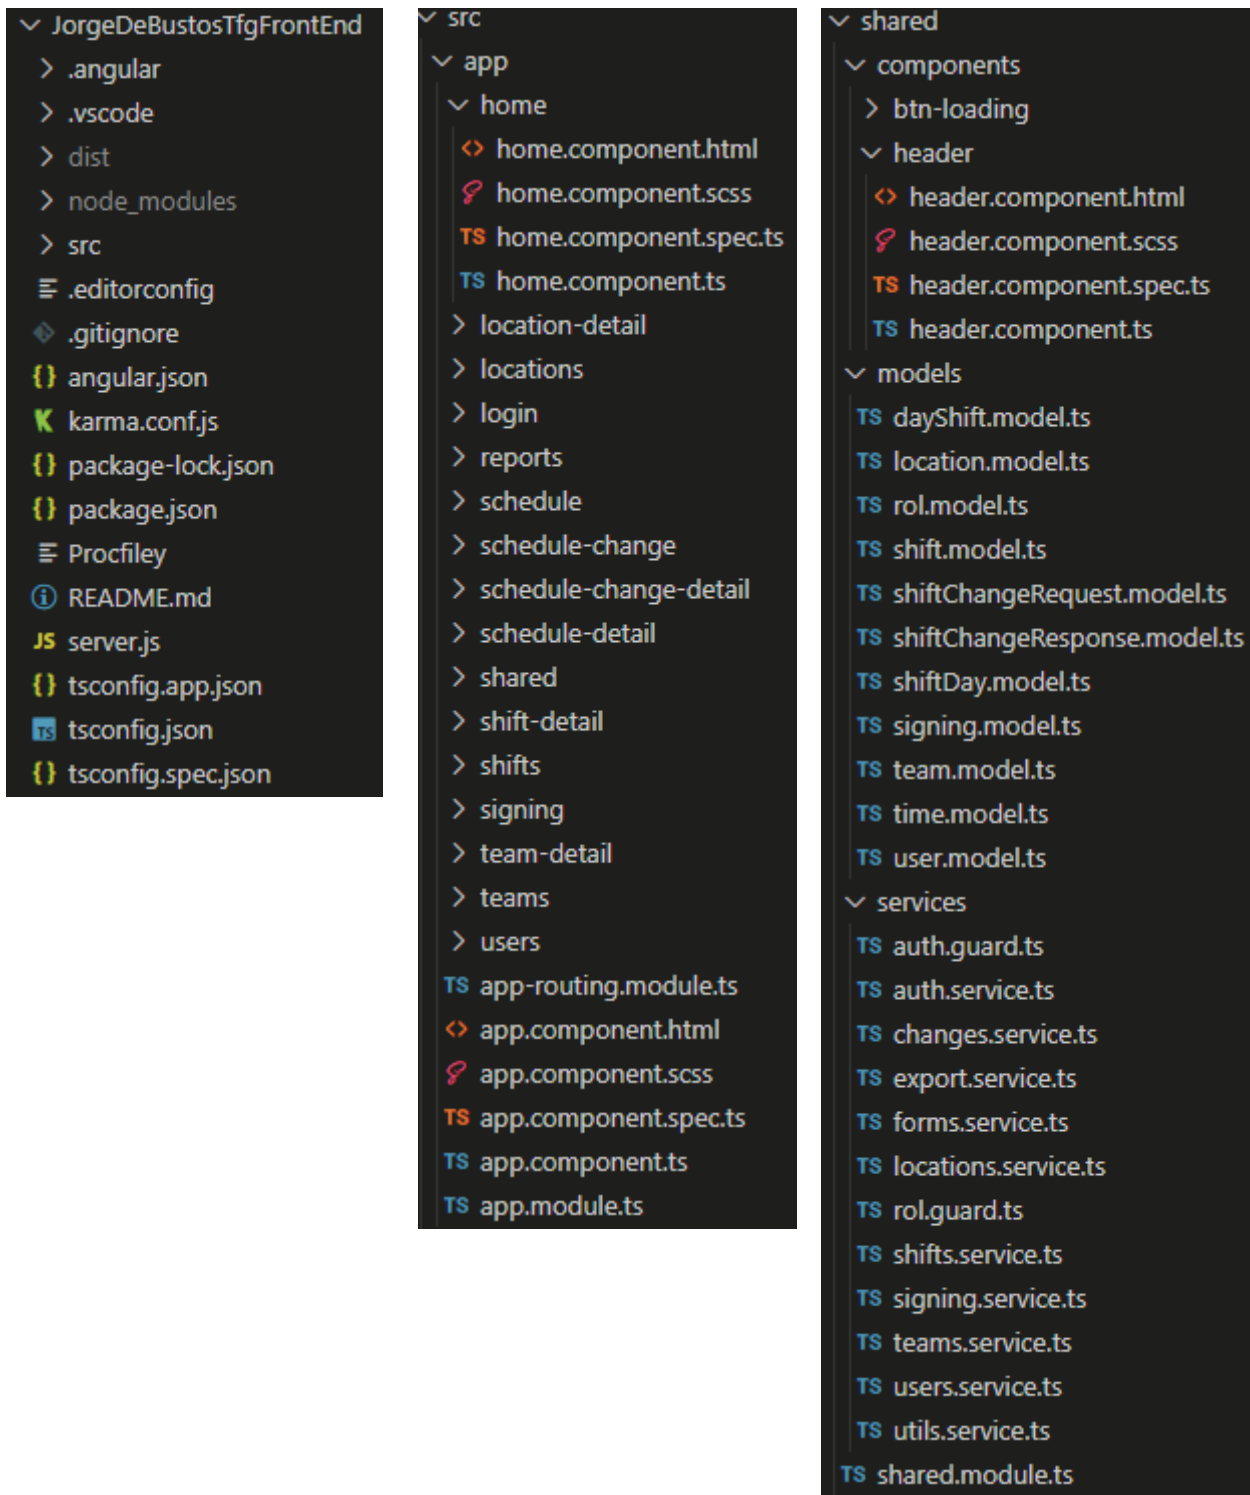 JorgeDeBustosTfgFrontEnd
.angular
.vscode
dist
node_modules
src
.editorconfig
.gitignore
angular.json
karma.conf.js
package-lock.json
package.json
Procfiley
README.md
server.js
tsconfig.app.json
tsconfig.json
tsconfig.spec.json
src
app
home
home.component.html
home.component.scss
home.component.spec.ts
home.component.ts
location-detail
locations
login
reports
schedule
schedule-change
schedule-change-detail
schedule-detail
shared
shift-detail
shifts
signing
team-detail
teams
users
app-routing.module.ts
app.component.html
app.component.scss
app.component.spec.ts
app.component.ts
app.module.ts
shared
components
btn-loading
header
header.component.html
header.component.scss
header.component.spec.ts
header.component.ts
models
dayShift.model.ts
location.model.ts
rol.model.ts
shift.model.ts
shiftChangeRequest.model.ts
shiftChangeResponse.model.ts
shiftDay.model.ts
signing.model.ts
team.model.ts
time.model.ts
user.model.ts
services
auth.guard.ts
auth.service.ts
changes.service.ts
export.service.ts
forms.service.ts
locations.service.ts
rol.guard.ts
shifts.service.ts
signing.service.ts
teams.service.ts
users.service.ts
utils.service.ts
shared.module.ts